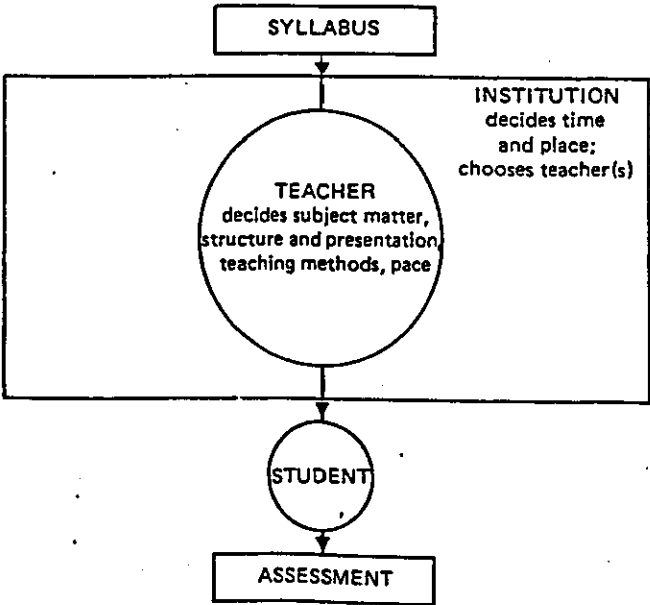 SYLLABUS
INSTITUTION
decides time
and place;
chooses teacher(s)
TEACHER
decides subject matter,
structure and presentation,
teaching methods, pace
STUDENT
ASSESSMENT